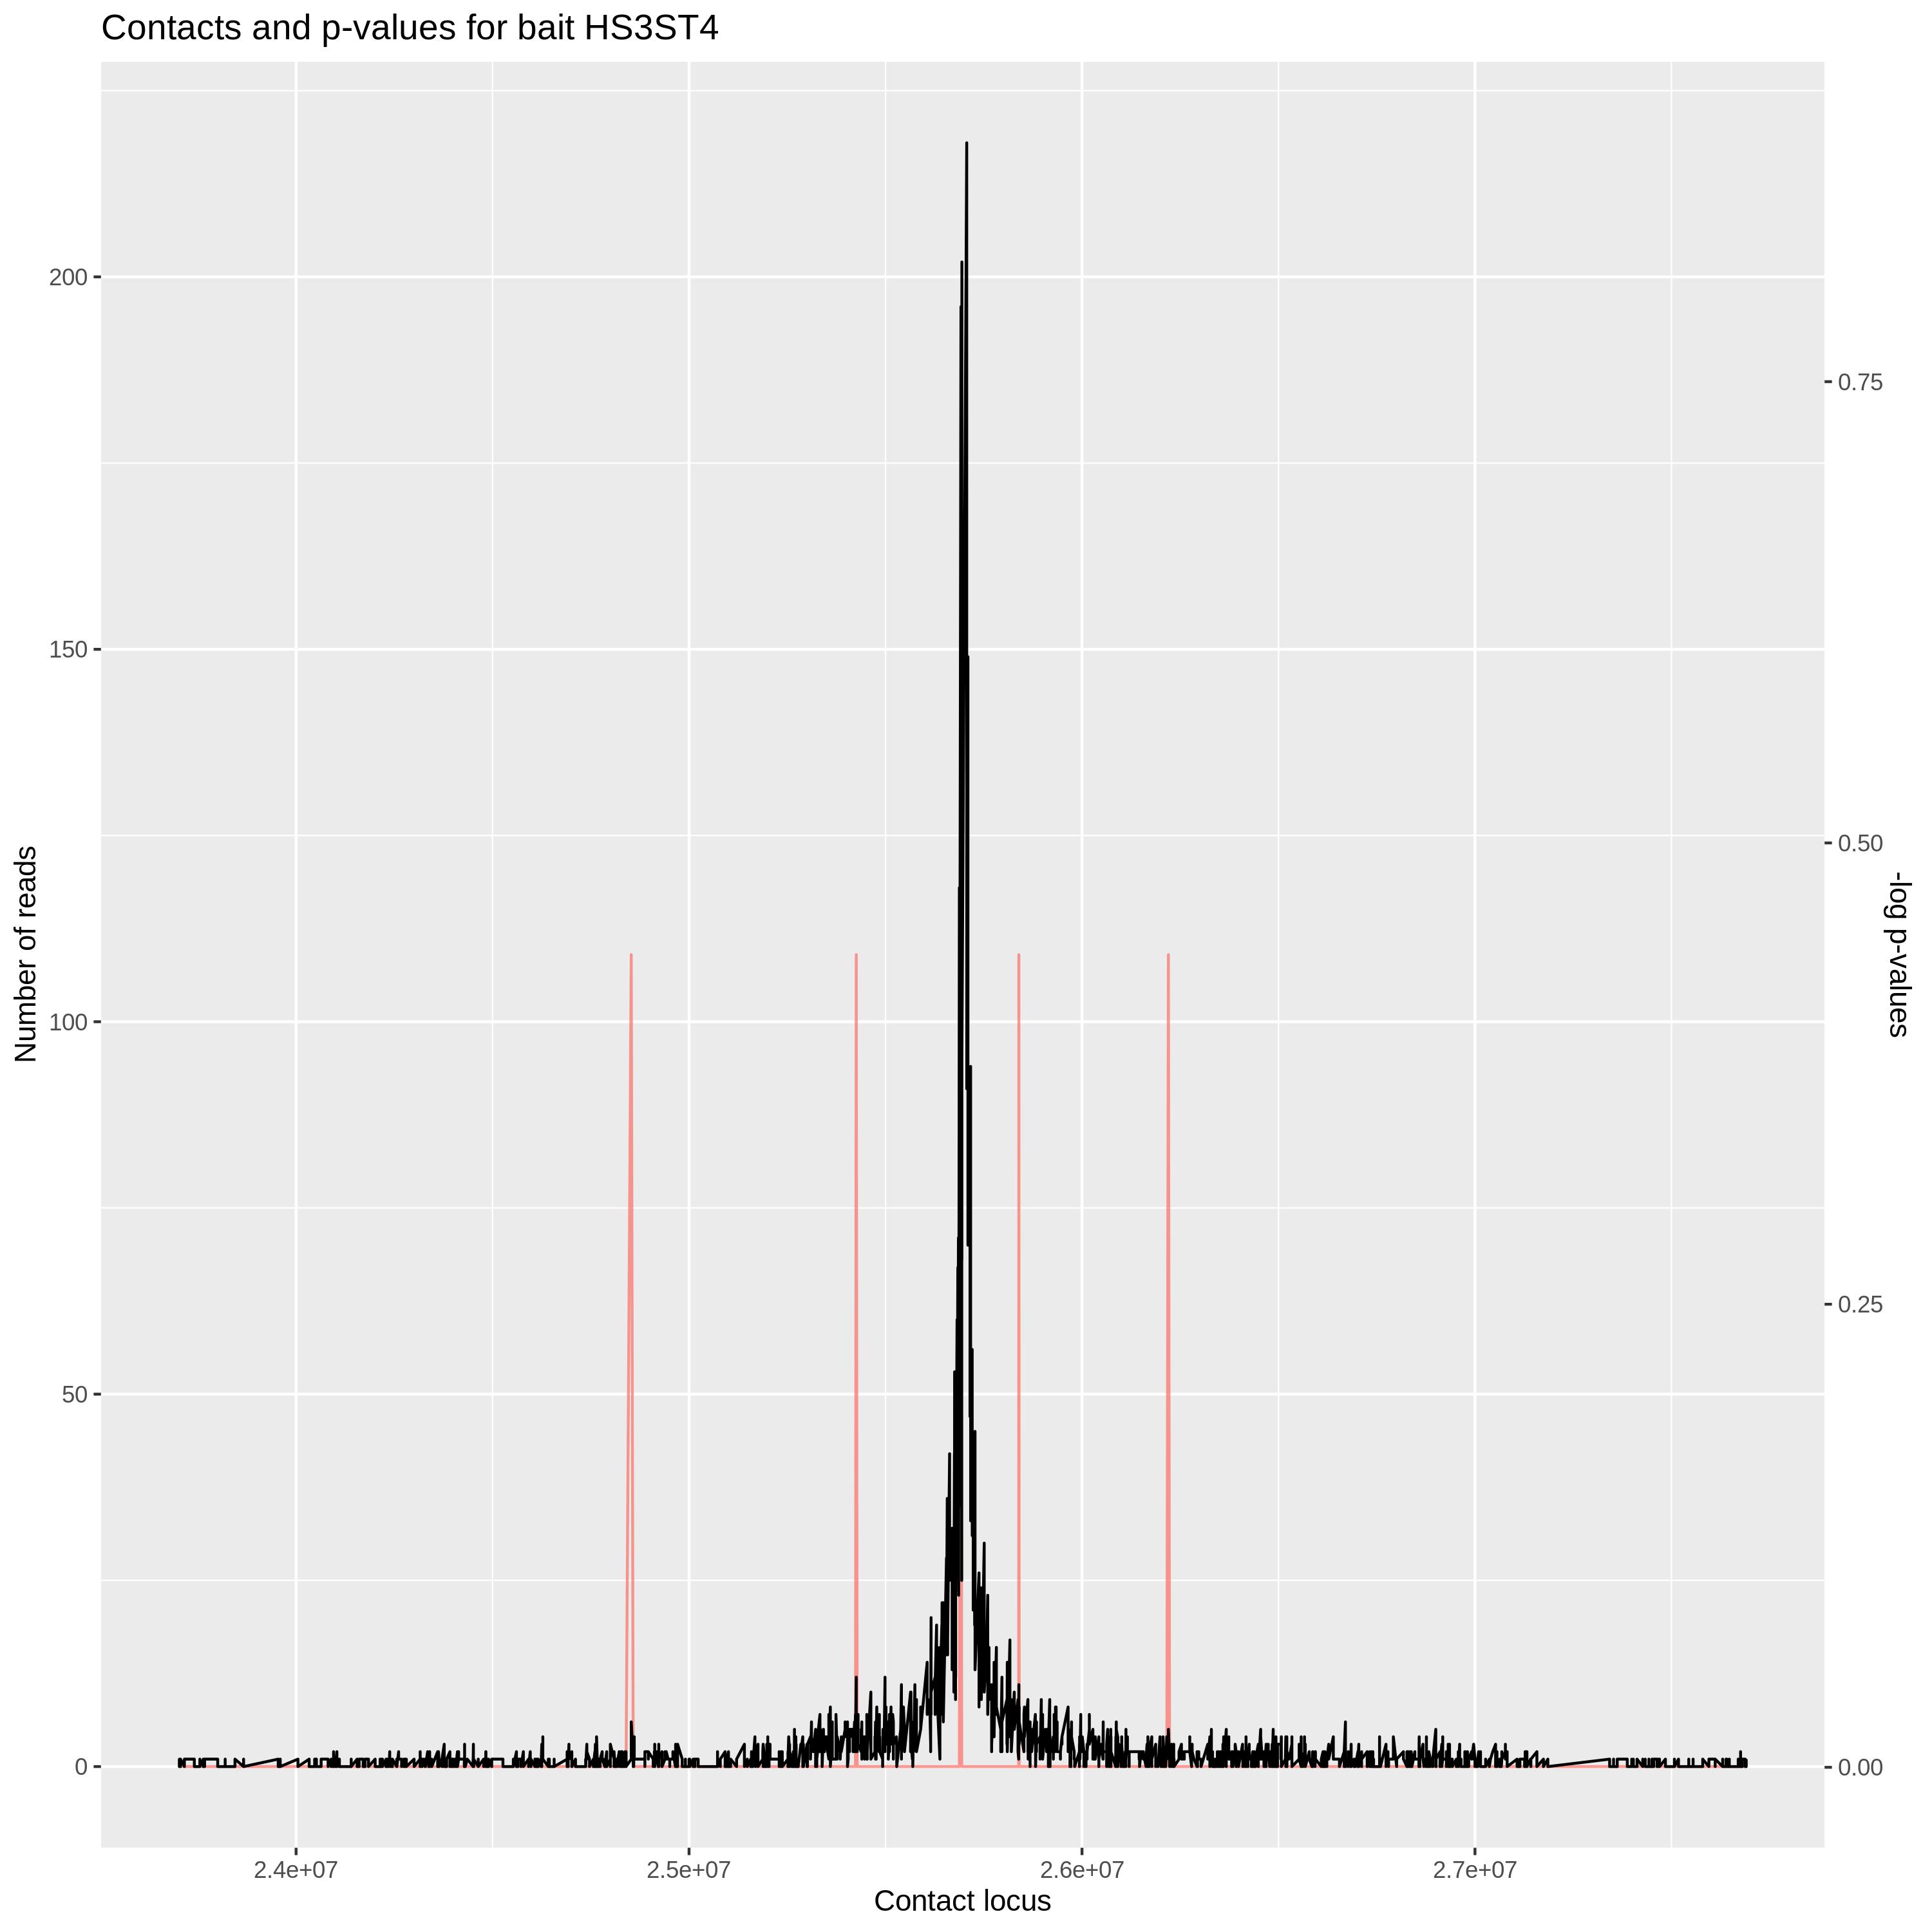 Contacts and p-values for bait HS3ST4
200
150
100
50
0
Number of reads
0.75
0.50
0.25
0.00
-log p-values
2.4e+07
2.5e+07
2.6e+07
2.7e+07
Contact locus